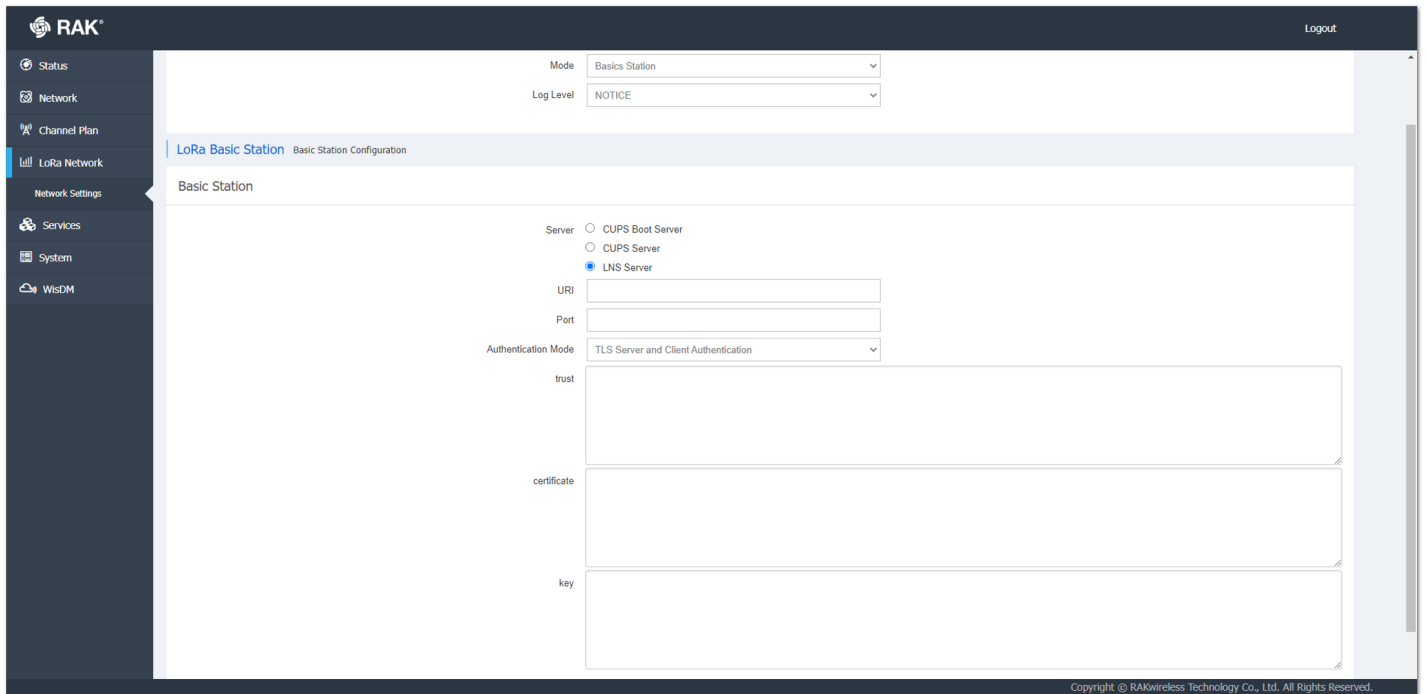 RAK®
Logout
Status
Network
Channel Plan
LoRa Network
Network Settings
Services
System
WisDM
Mode Basics Station
Log Level NOTICE
LoRa Basic Station Basic Station Configuration
Basic Station
Server CUPS Boot Server
CUPS Server
LNS Server
URI
Port
Authentication Mode TLS Server and Client Authentication
trust
certificate
key
Copyright © RAKwireless Technology Co., Ltd. All Rights Reserved.